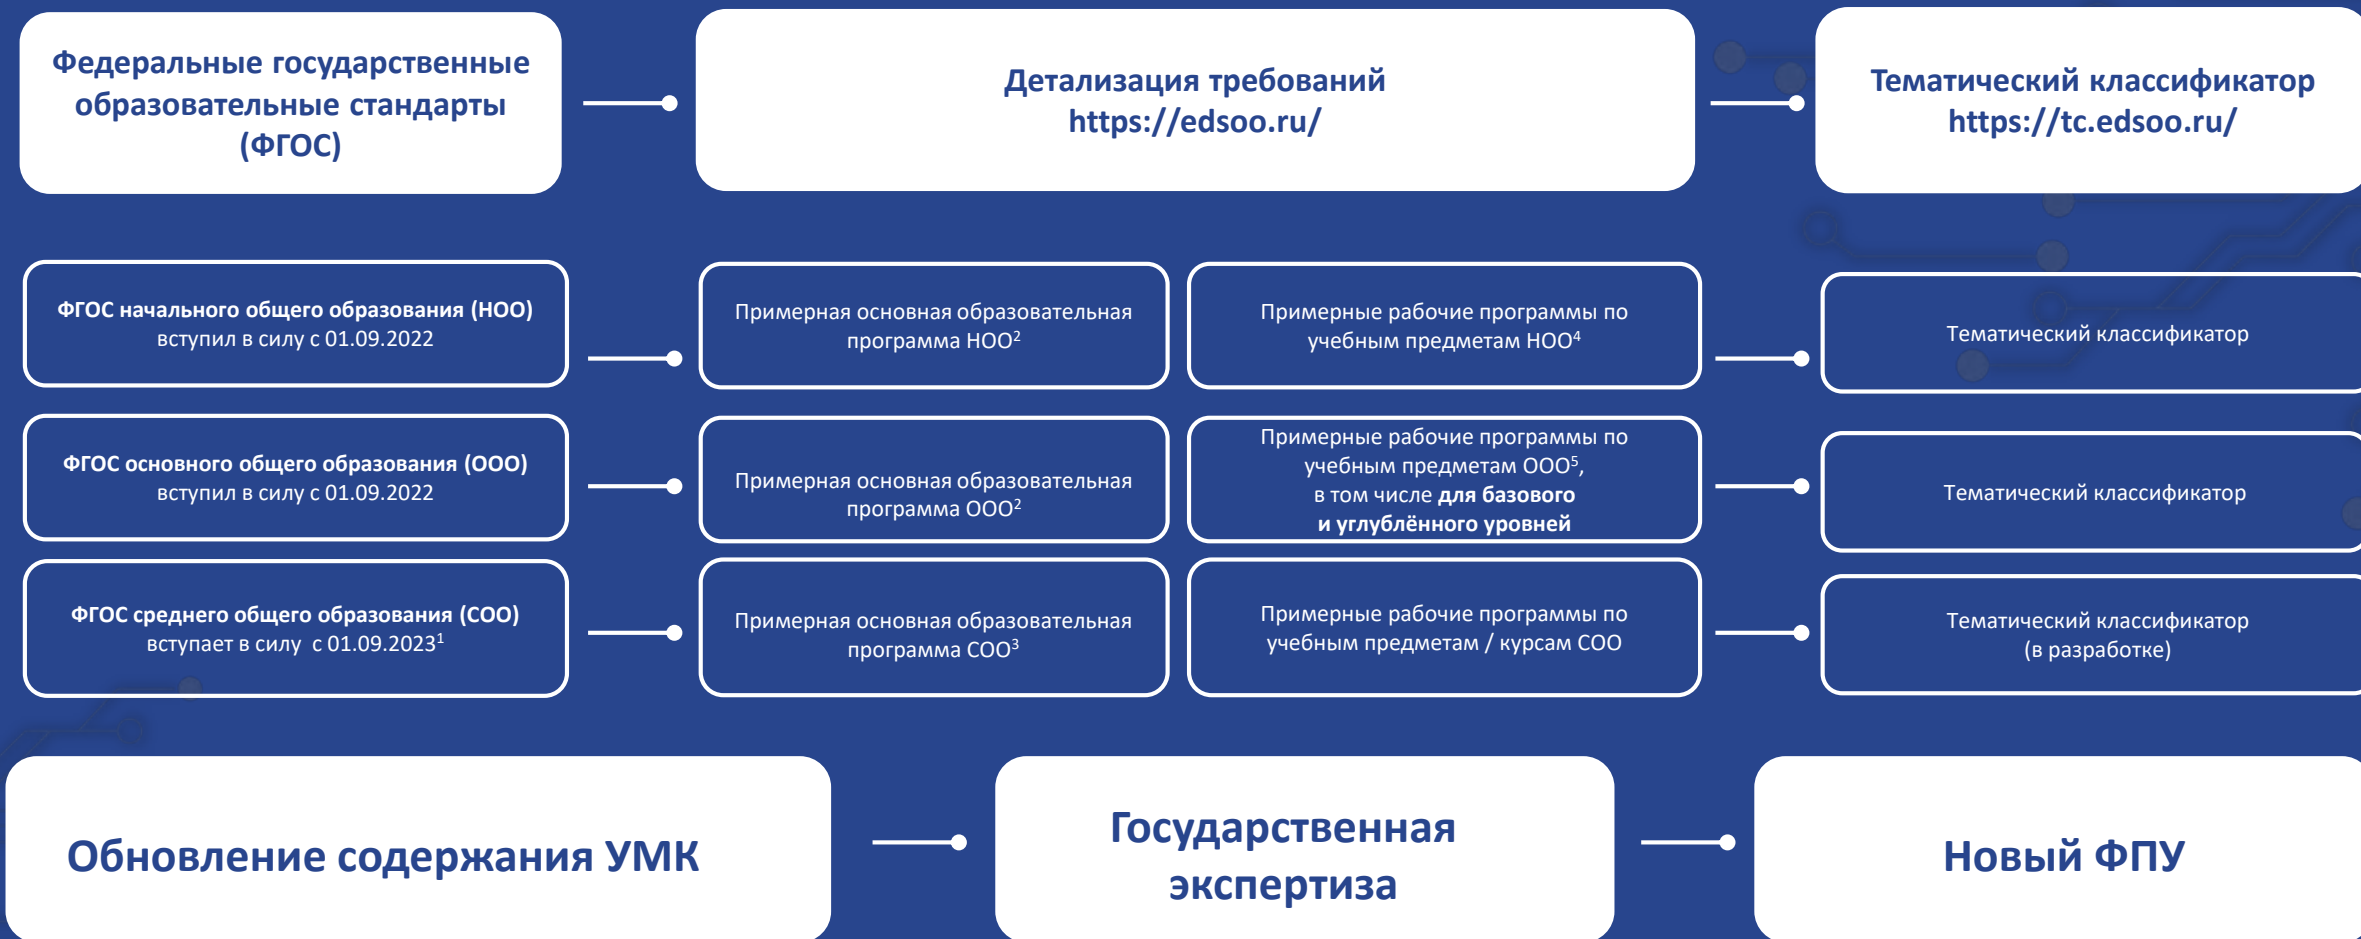 Федеральные государственные
образовательные стандарты
(ФГОС)
Детализация требований
https://edsoo.ru/
Тематический классификатор
https://tc.edsoo.ru/
ФГОС начального общего образования (НОО)
вступил в силу с 01.09.2022
Примерная основная образовательная
программа НОО²
Примерные рабочие программы по
учебным предметам НОО⁴
Тематический классификатор
ФГОС основного общего образования (ООО)
вступил в силу с 01.09.2022
Примерная основная образовательная
программа ООО²
Примерные рабочие программы по
учебным предметам ООО⁵,
в том числе для базового
и углублённого уровней
Тематический классификатор
ФГОС среднего общего образования (СОО)
вступает в силу с 01.09.2023¹
Примерная основная образовательная
программа СОО³
Примерные рабочие программы по
учебным предметам / курсам СОО
Тематический классификатор
(в разработке)
Обновление содержания УМК
Государственная
экспертиза
Новый ФПУ